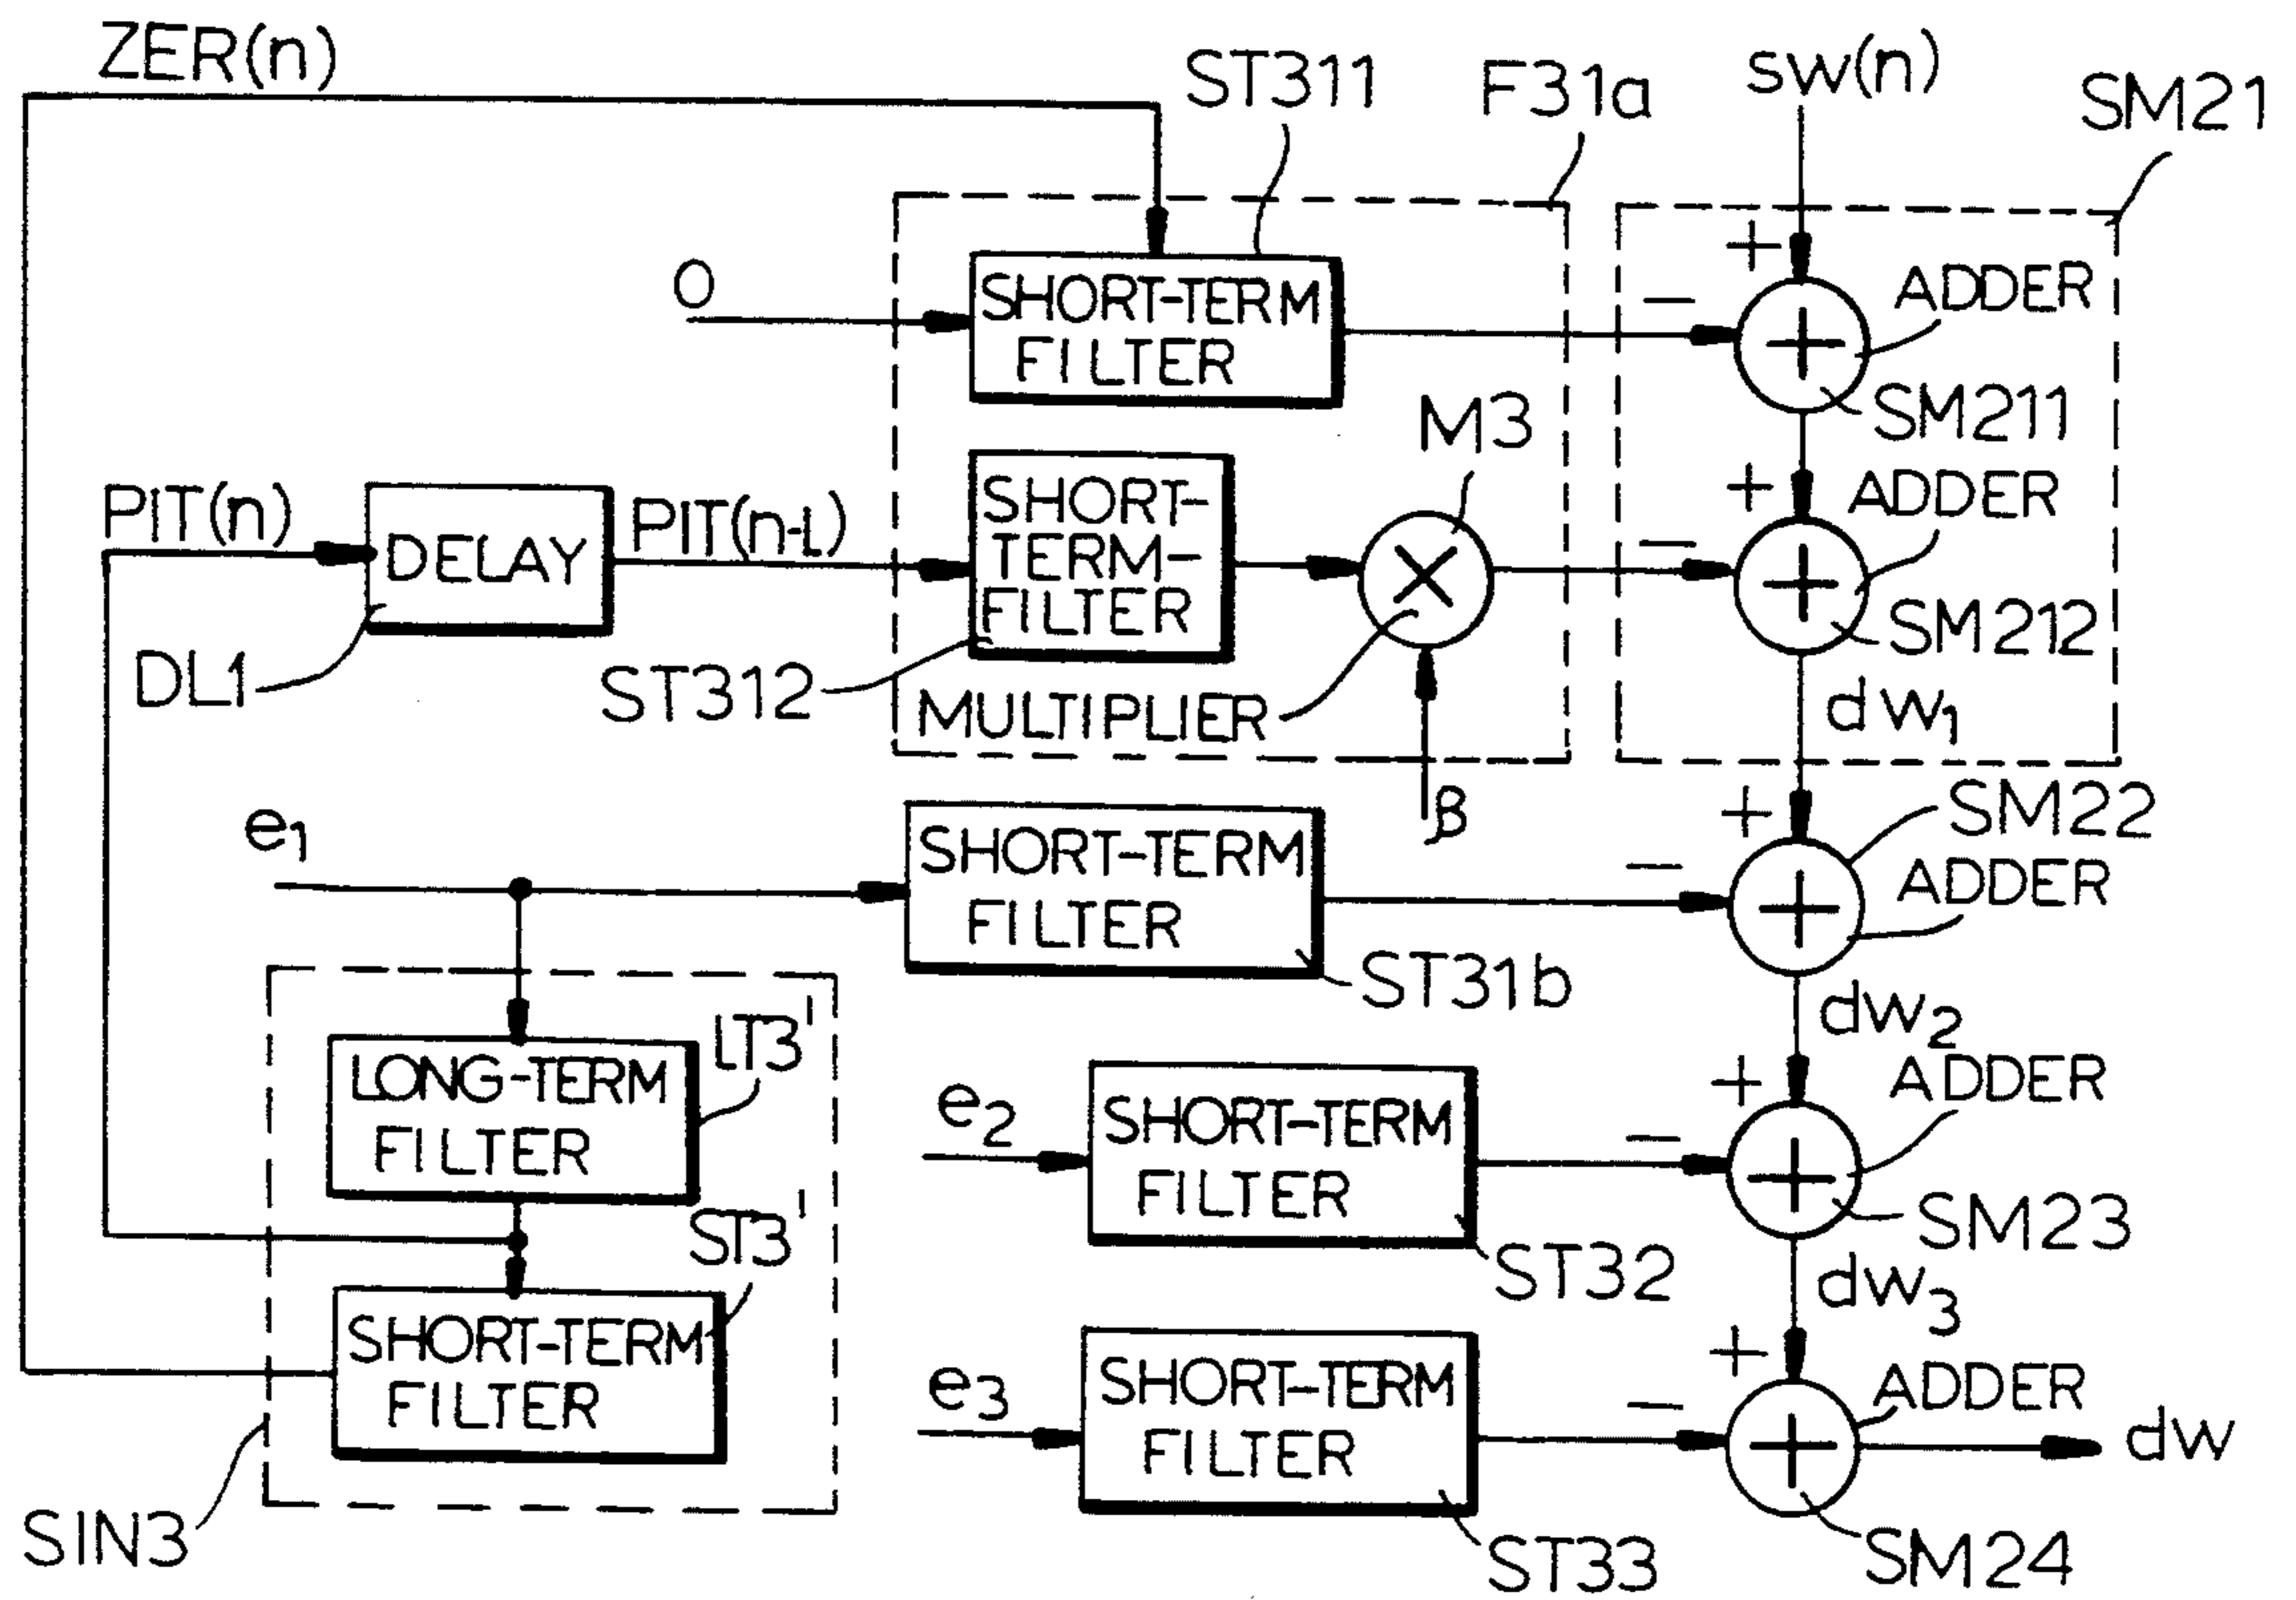 ZER(n)
ST311
F31a
sw(n)
SM21
+
O
SHORT-TERM
FILTER
−
+
ADDER
SM211
M3
PIT(n)
DELAY
PIT(n-L)
SHORT-
TERM-
FILTER
×
+
−
+
ADDER
SM212
DL1
ST312
MULTIPLIER
β
dw1
e1
SHORT-TERM
FILTER
ST31b
+
−
+
SM22
ADDER
dw2
LONG-TERM
FILTER
LT3'
e2
SHORT-TERM
FILTER
ST32
+
−
+
ADDER
SM23
dw3
ST3'
SHORT-TERM
FILTER
SIN3
e3
SHORT-TERM
FILTER
ST33
+
−
+
ADDER
dw
SM24